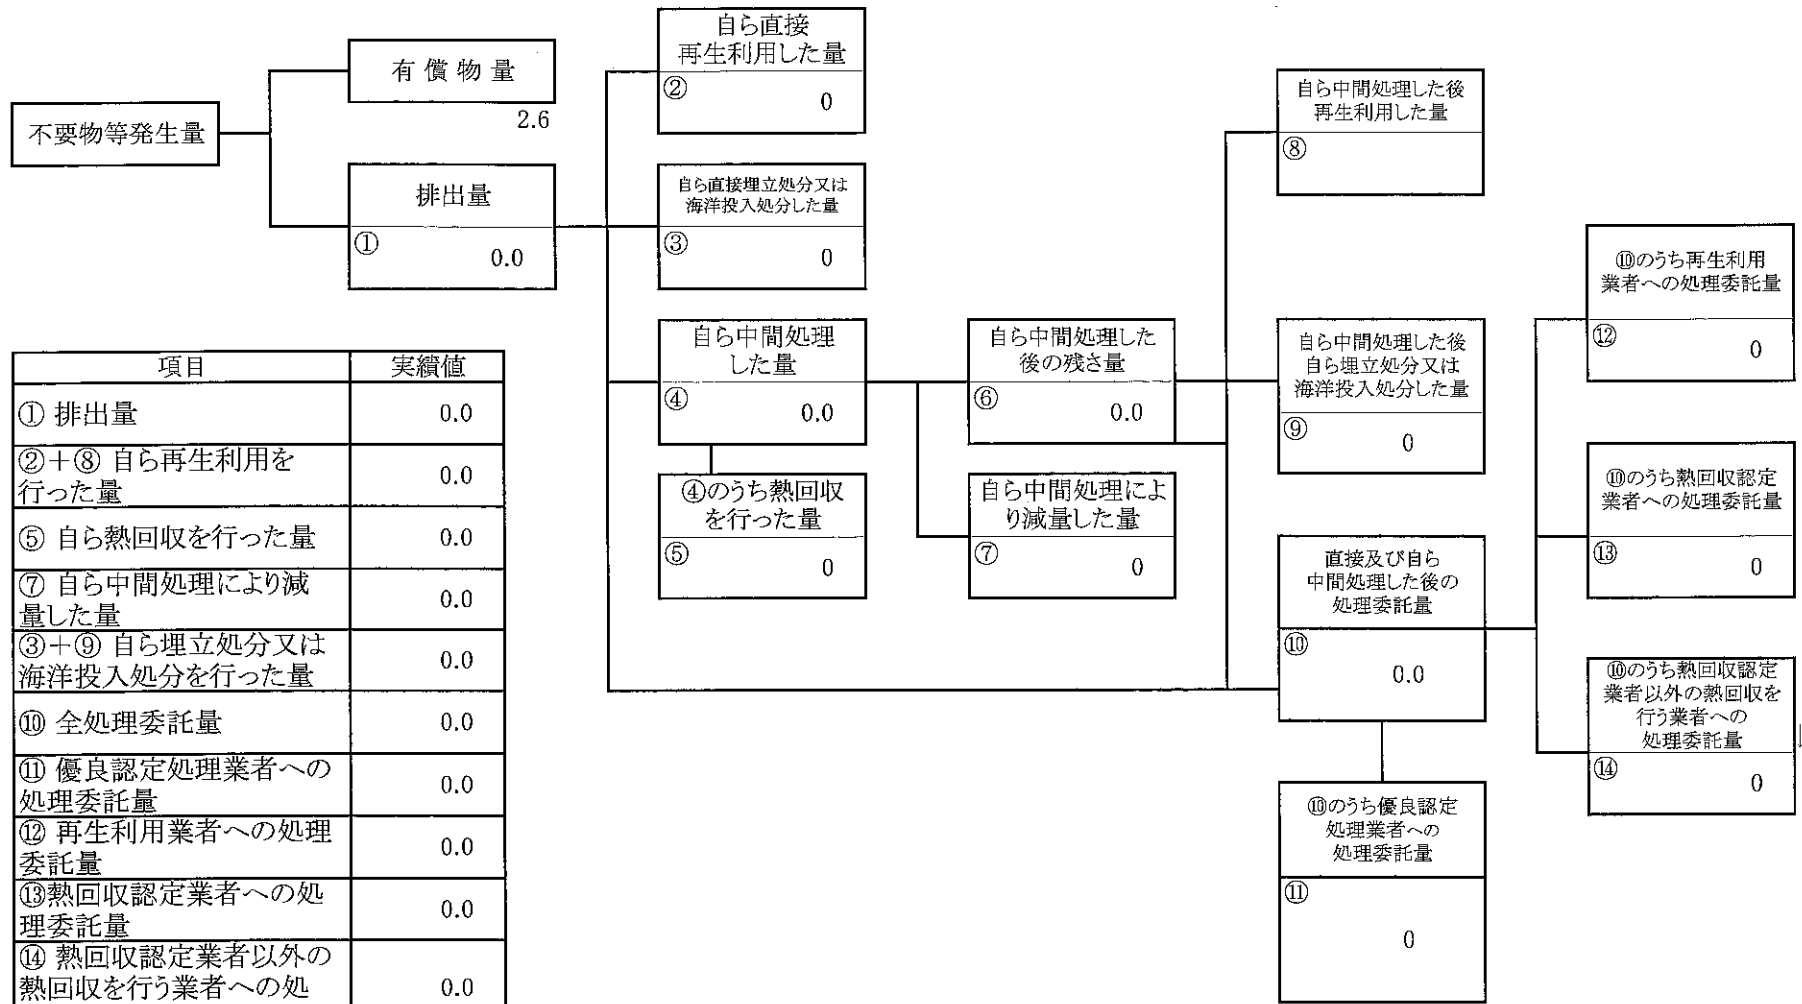 不要物等発生量
有償物量
2.6
排出量
①
0.0
自ら直接
再生利用した量
②
0
自ら直接埋立処分又は
海洋投入処分した量
③
0
自ら中間処理
した量
④
0.0
④のうち熱回収
を行った量
⑤
0
自ら中間処理した
後の残さ量
⑥
0.0
自ら中間処理によ
り減量した量
⑦
0
自ら中間処理した後
再生利用した量
⑧
自ら中間処理した後
自ら埋立処分又は
海洋投入処分した量
⑨
0
直接及び自ら
中間処理した後の
処理委託量
⑩
0.0
⑩のうち優良認定
処理業者への
処理委託量
⑪
0
⑩のうち再生利用
業者への処理委託量
⑫
0
⑩のうち熱回収認定
業者への処理委託量
⑬
0
⑩のうち熱回収認定
業者以外の熱回収を
行う業者への
処理委託量
⑭
0
項目 実績値
① 排出量 0.0
②+⑧ 自ら再生利用を
行った量 0.0
⑤ 自ら熱回収を行った量 0.0
⑦ 自ら中間処理により減
量した量 0.0
③+⑨ 自ら埋立処分又は
海洋投入処分を行った量 0.0
⑩ 全処理委託量 0.0
⑪ 優良認定処理業者への
処理委託量 0.0
⑫ 再生利用業者への処理
委託量 0.0
⑬熱回収認定業者への処
理委託量 0.0
⑭ 熱回収認定業者以外の
熱回収を行う業者への処 0.0